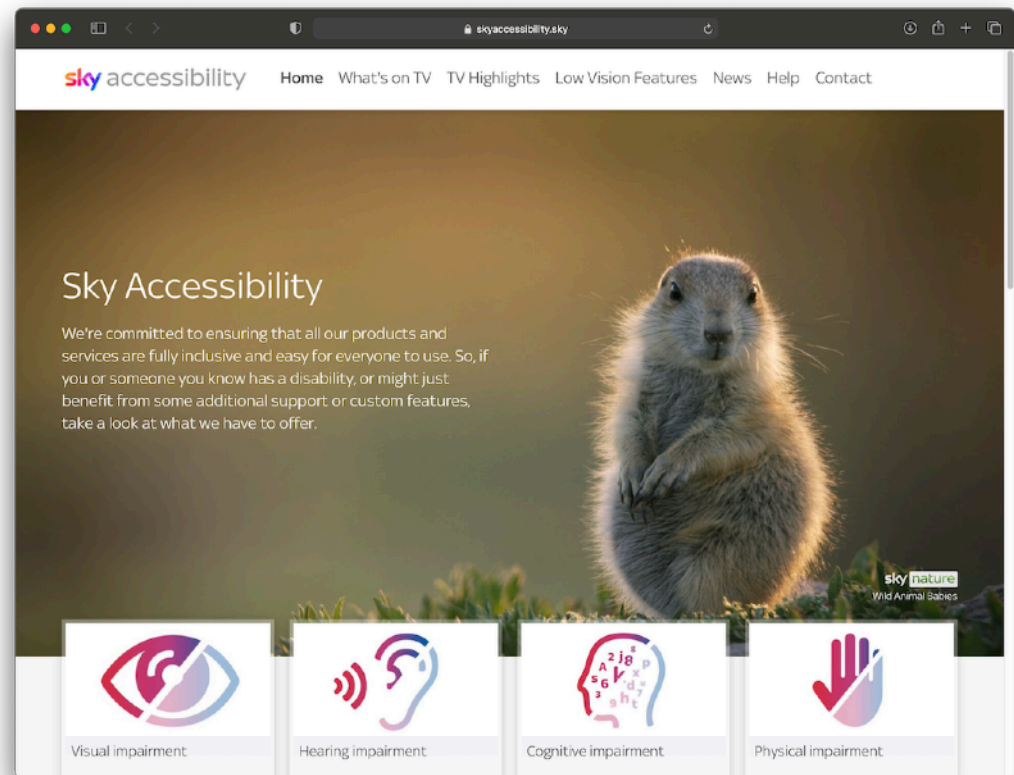 skyaccessibility.sky
sky accessibility Home What's on TV TV Highlights Low Vision Features News Help Contact
Sky Accessibility
We're committed to ensuring that all our products and
services are fully inclusive and easy for everyone to use. So, if
you or someone you know has a disability, or might just
benefit from some additional support or custom features,
take a look at what we have to offer.
sky nature
Wild Animal Babies
Visual impairment
Hearing impairment
Cognitive impairment
Physical impairment